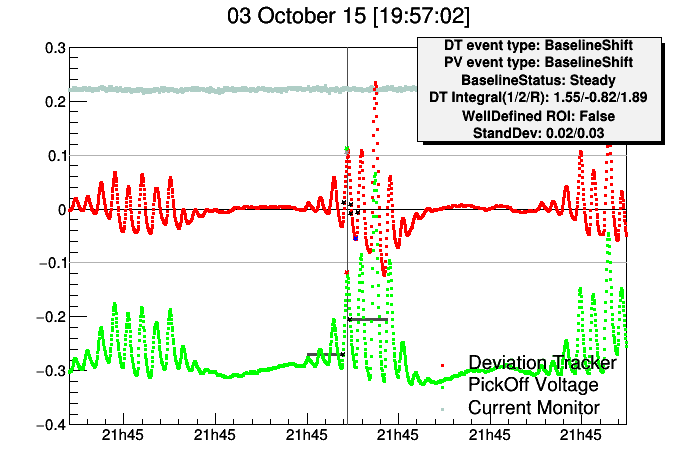 03 October 15 [19:57:02]
DT event type: BaselineShift
PV event type: BaselineShift
BaselineStatus: Steady
DT Integral(1/2/R): 1.55/-0.82/1.89
WellDefined ROI: False
StandDev: 0.02/0.03
0.3
0.2
0.1
0
−0.1
−0.2
−0.3
−0.4
Deviation Tracker
PickOff Voltage
Current Monitor
21h45 21h45 21h45 21h45 21h45 21h45